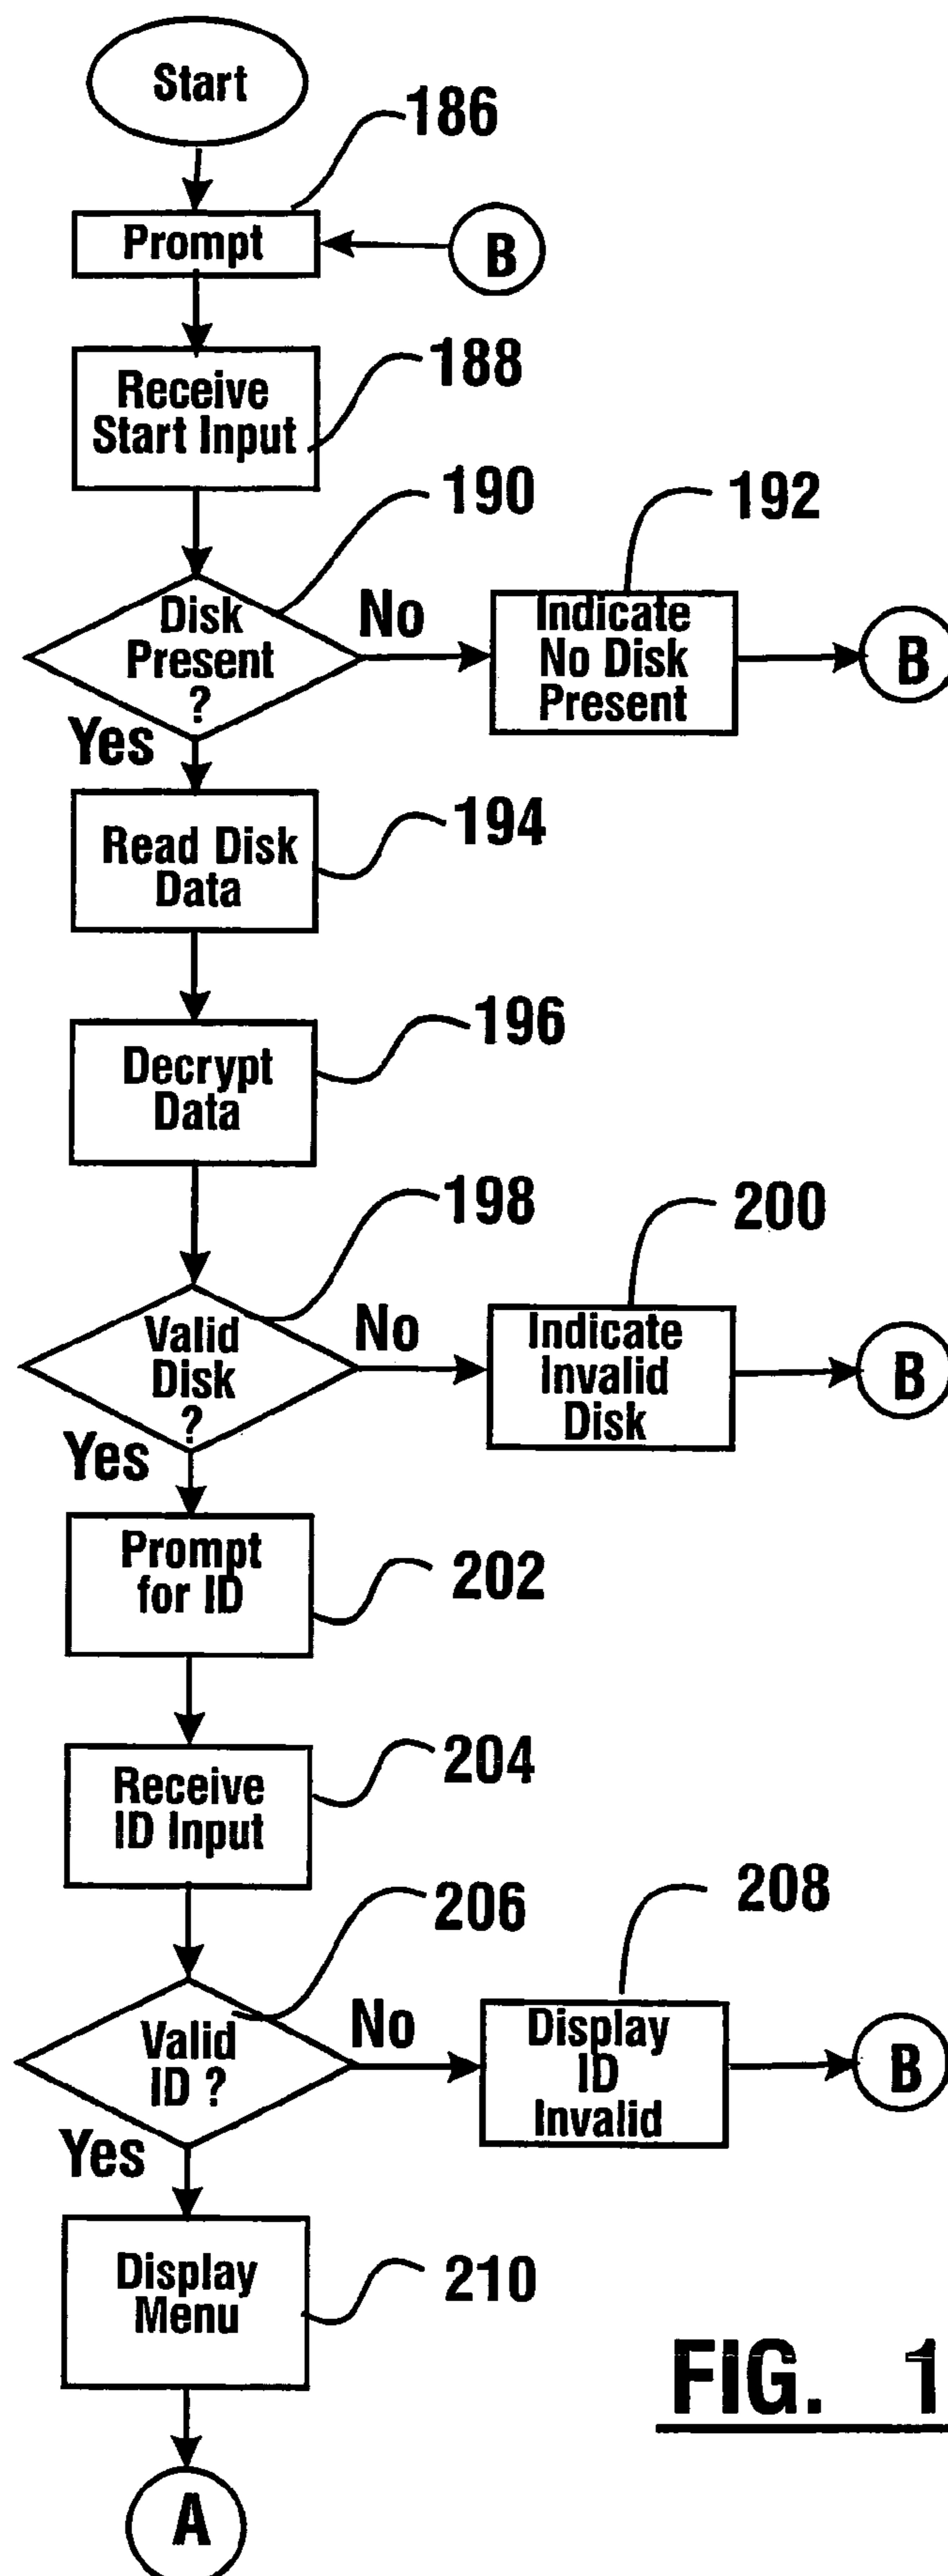 Start
186
Prompt
B
Receive
Start Input
188
190
Disk
Present
?
No
192
Indicate
No Disk
Present
B
Yes
Read Disk
Data
194
Decrypt
Data
196
198
Valid
Disk
?
No
200
Indicate
Invalid
Disk
B
Yes
Prompt
for ID
202
Receive
ID Input
204
206
Valid
ID ?
No
208
Display
ID
Invalid
B
Yes
Display
Menu
210
FIG. 1
A